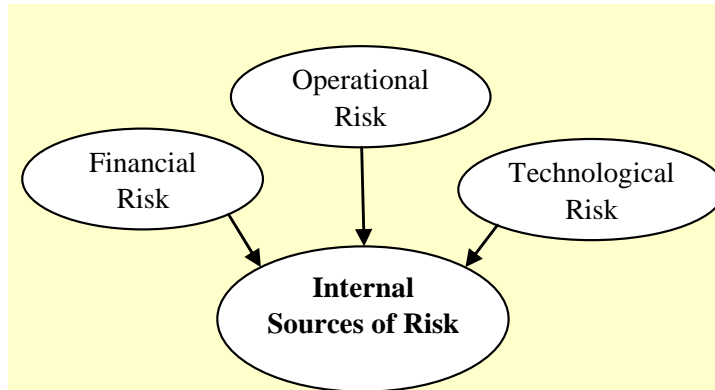 Operational
Risk
Financial
Risk
Technological
Risk
Internal
Sources of Risk